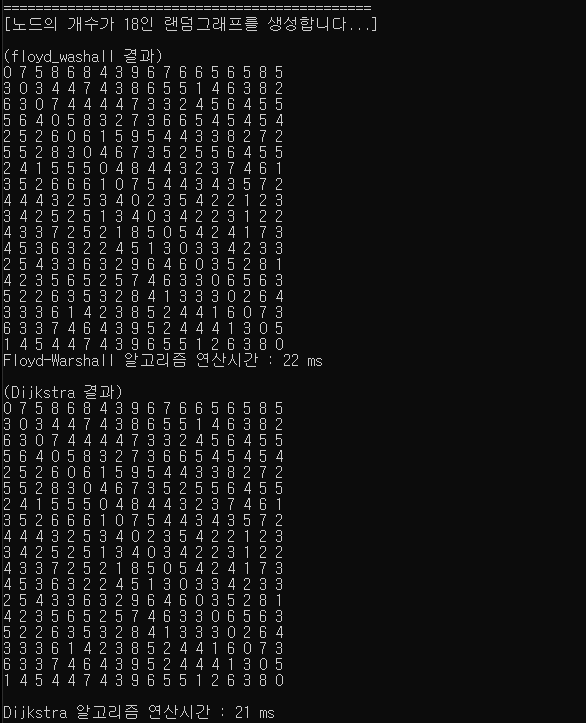 ==============================================
[노드의 개수가 18인 랜덤그래프를 생성합니다...]
(floyd_washall 결과)
0 7 5 8 6 8 4 3 9 6 7 6 6 5 6 5 8 5
3 0 3 4 4 7 4 3 8 6 5 5 1 4 6 3 8 2
6 3 0 7 4 4 4 4 7 3 3 2 4 5 6 4 5 5
5 6 4 0 5 8 3 2 7 3 6 6 5 4 5 4 5 4
2 5 2 6 0 6 1 5 9 5 4 4 3 3 8 2 7 2
5 5 2 8 3 0 4 6 7 3 5 2 5 5 6 4 5 5
2 4 1 5 5 5 0 4 8 4 4 3 2 3 7 4 6 1
3 5 2 6 6 6 1 0 7 5 4 4 3 4 3 5 7 2
4 4 4 3 2 5 3 4 0 2 3 5 4 2 2 1 2 3
3 4 2 5 2 5 1 3 4 0 3 4 2 2 3 1 2 2
4 3 3 7 2 5 2 1 8 5 0 5 4 2 4 1 7 3
4 5 3 6 3 2 2 4 5 1 3 0 3 3 4 2 3 3
2 5 4 3 3 6 3 2 9 6 4 6 0 3 5 2 8 1
4 2 3 5 6 5 2 5 7 4 6 3 3 0 6 5 6 3
5 2 2 6 3 5 3 2 8 4 1 3 3 3 0 2 6 4
3 3 3 6 1 4 2 3 8 5 2 4 4 1 6 0 7 3
6 3 3 7 4 6 4 3 9 5 2 4 4 4 1 3 0 5
1 4 5 4 4 7 4 3 9 6 5 5 1 2 6 3 8 0
Floyd-Warshall 알고리즘 연산시간 : 22 ms
(Dijkstra 결과)
0 7 5 8 6 8 4 3 9 6 7 6 6 5 6 5 8 5
3 0 3 4 4 7 4 3 8 6 5 5 1 4 6 3 8 2
6 3 0 7 4 4 4 4 7 3 3 2 4 5 6 4 5 5
5 6 4 0 5 8 3 2 7 3 6 6 5 4 5 4 5 4
2 5 2 6 0 6 1 5 9 5 4 4 3 3 8 2 7 2
5 5 2 8 3 0 4 6 7 3 5 2 5 5 6 4 5 5
2 4 1 5 5 5 0 4 8 4 4 3 2 3 7 4 6 1
3 5 2 6 6 6 1 0 7 5 4 4 3 4 3 5 7 2
4 4 4 3 2 5 3 4 0 2 3 5 4 2 2 1 2 3
3 4 2 5 2 5 1 3 4 0 3 4 2 2 3 1 2 2
4 3 3 7 2 5 2 1 8 5 0 5 4 2 4 1 7 3
4 5 3 6 3 2 2 4 5 1 3 0 3 3 4 2 3 3
2 5 4 3 3 6 3 2 9 6 4 6 0 3 5 2 8 1
4 2 3 5 6 5 2 5 7 4 6 3 3 0 6 5 6 3
5 2 2 6 3 5 3 2 8 4 1 3 3 3 0 2 6 4
3 3 3 6 1 4 2 3 8 5 2 4 4 1 6 0 7 3
6 3 3 7 4 6 4 3 9 5 2 4 4 4 1 3 0 5
1 4 5 4 4 7 4 3 9 6 5 5 1 2 6 3 8 0
Dijkstra 알고리즘 연산시간 : 21 ms